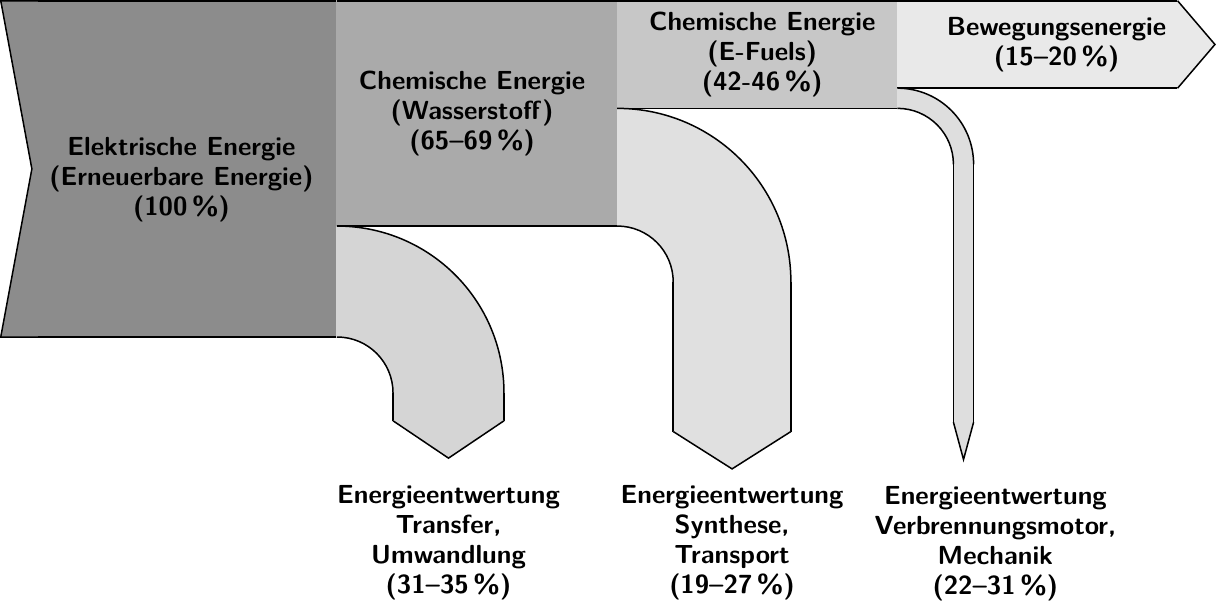 Elektrische Energie
(Erneuerbare Energie)
(100 %)
Chemische Energie
(Wasserstoff)
(65–69 %)
Chemische Energie
(E-Fuels)
(42-46 %)
Bewegungsenergie
(15–20 %)
Energieentwertung
Transfer,
Umwandlung
(31–35 %)
Energieentwertung
Synthese,
Transport
(19–27 %)
Energieentwertung
Verbrennungsmotor,
Mechanik
(22–31 %)